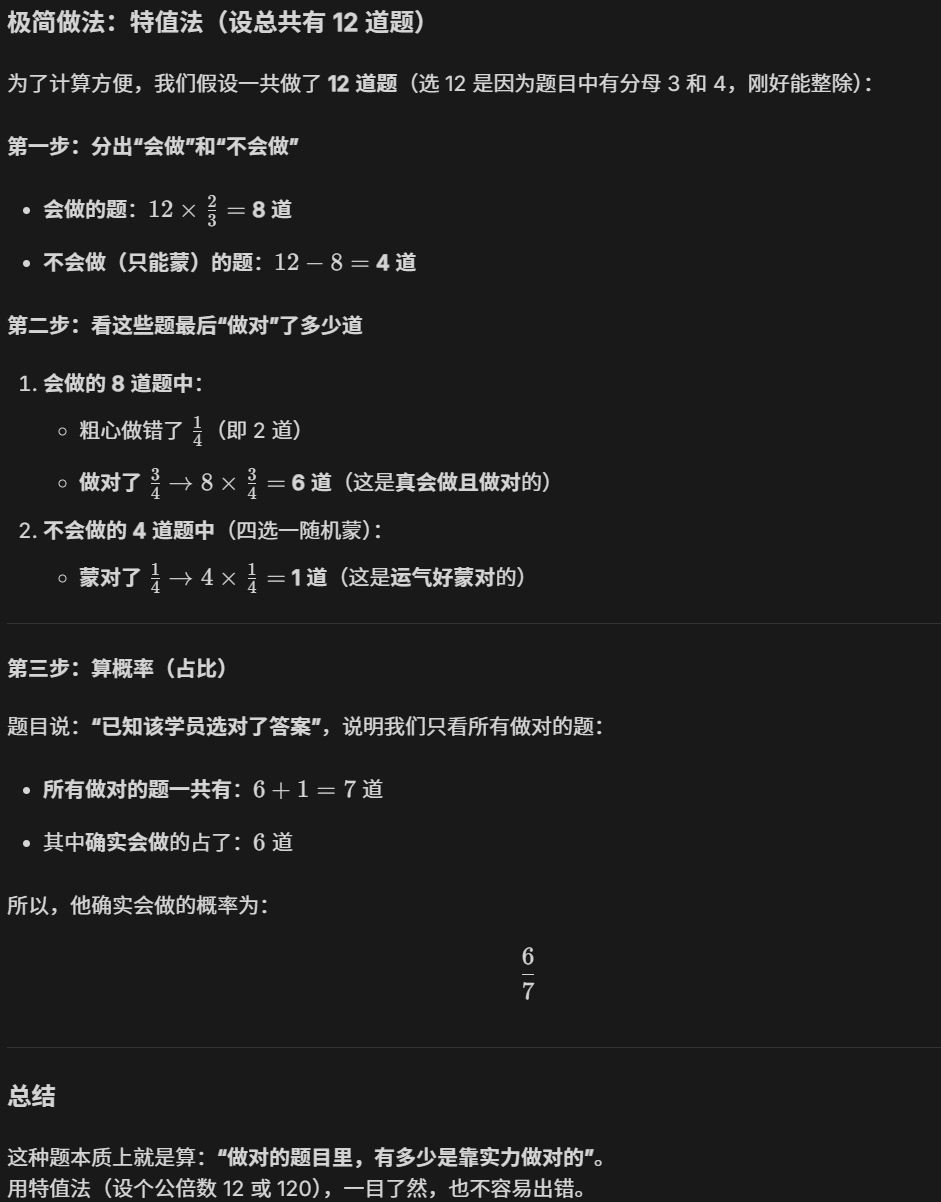 极简做法：特值法（设总共有 12 道题）
为了计算方便，我们假设一共做了 12 道题（选 12 是因为题目中有分母 3 和 4，刚好能整除）：
第一步：分出“会做”和“不会做”
• 会做的题：12 × 2/3 = 8 道
• 不会做（只能蒙）的题：12 − 8 = 4 道
第二步：看这些题最后“做对”了多少道
1. 会做的 8 道题中：
◦ 粗心做错了 1/4（即 2 道）
◦ 做对了 3/4 → 8 × 3/4 = 6 道（这是真会做且做对的）
2. 不会做的 4 道题中（四选一随机蒙）：
◦ 蒙对了 1/4 → 4 × 1/4 = 1 道（这是运气好蒙对的）
第三步：算概率（占比）
题目说：“已知该学员选对了答案”，说明我们只看所有做对的题：
• 所有做对的题一共有：6 + 1 = 7 道
• 其中确实会做的占了：6 道
所以，他确实会做的概率为：
6/7
总结
这种题本质上就是算：“做对的题目里，有多少是靠实力做对的”。
用特值法（设个公倍数 12 或 120），一目了然，也不容易出错。